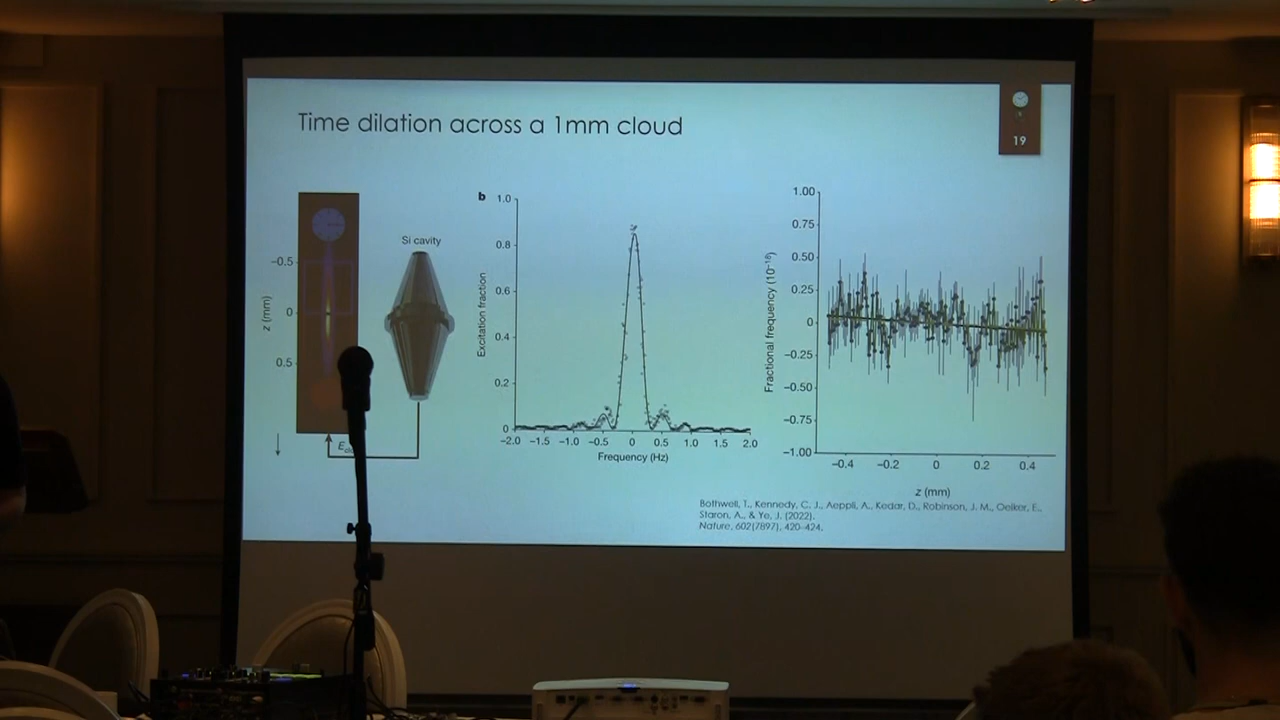 Time dilation across a 1mm cloud
19
Si cavity
−0.5
0
0.5
z (mm)
b
1.0
0.8
0.6
0.4
0.2
0
Excitation fraction
−2.0 −1.5 −1.0 −0.5 0 0.5 1.0 1.5 2.0
Frequency (Hz)
1.00
0.75
0.50
0.25
0
−0.25
−0.50
−0.75
−1.00
Fractional frequency (10⁻¹⁸)
−0.4 −0.2 0 0.2 0.4
z (mm)
Bothwell, T., Kennedy, C. J., Aeppli, A., Kedar, D., Robinson, J. M., Oelker, E.,
Staron, A., & Ye, J. (2022).
Nature, 602(7897), 420–424.